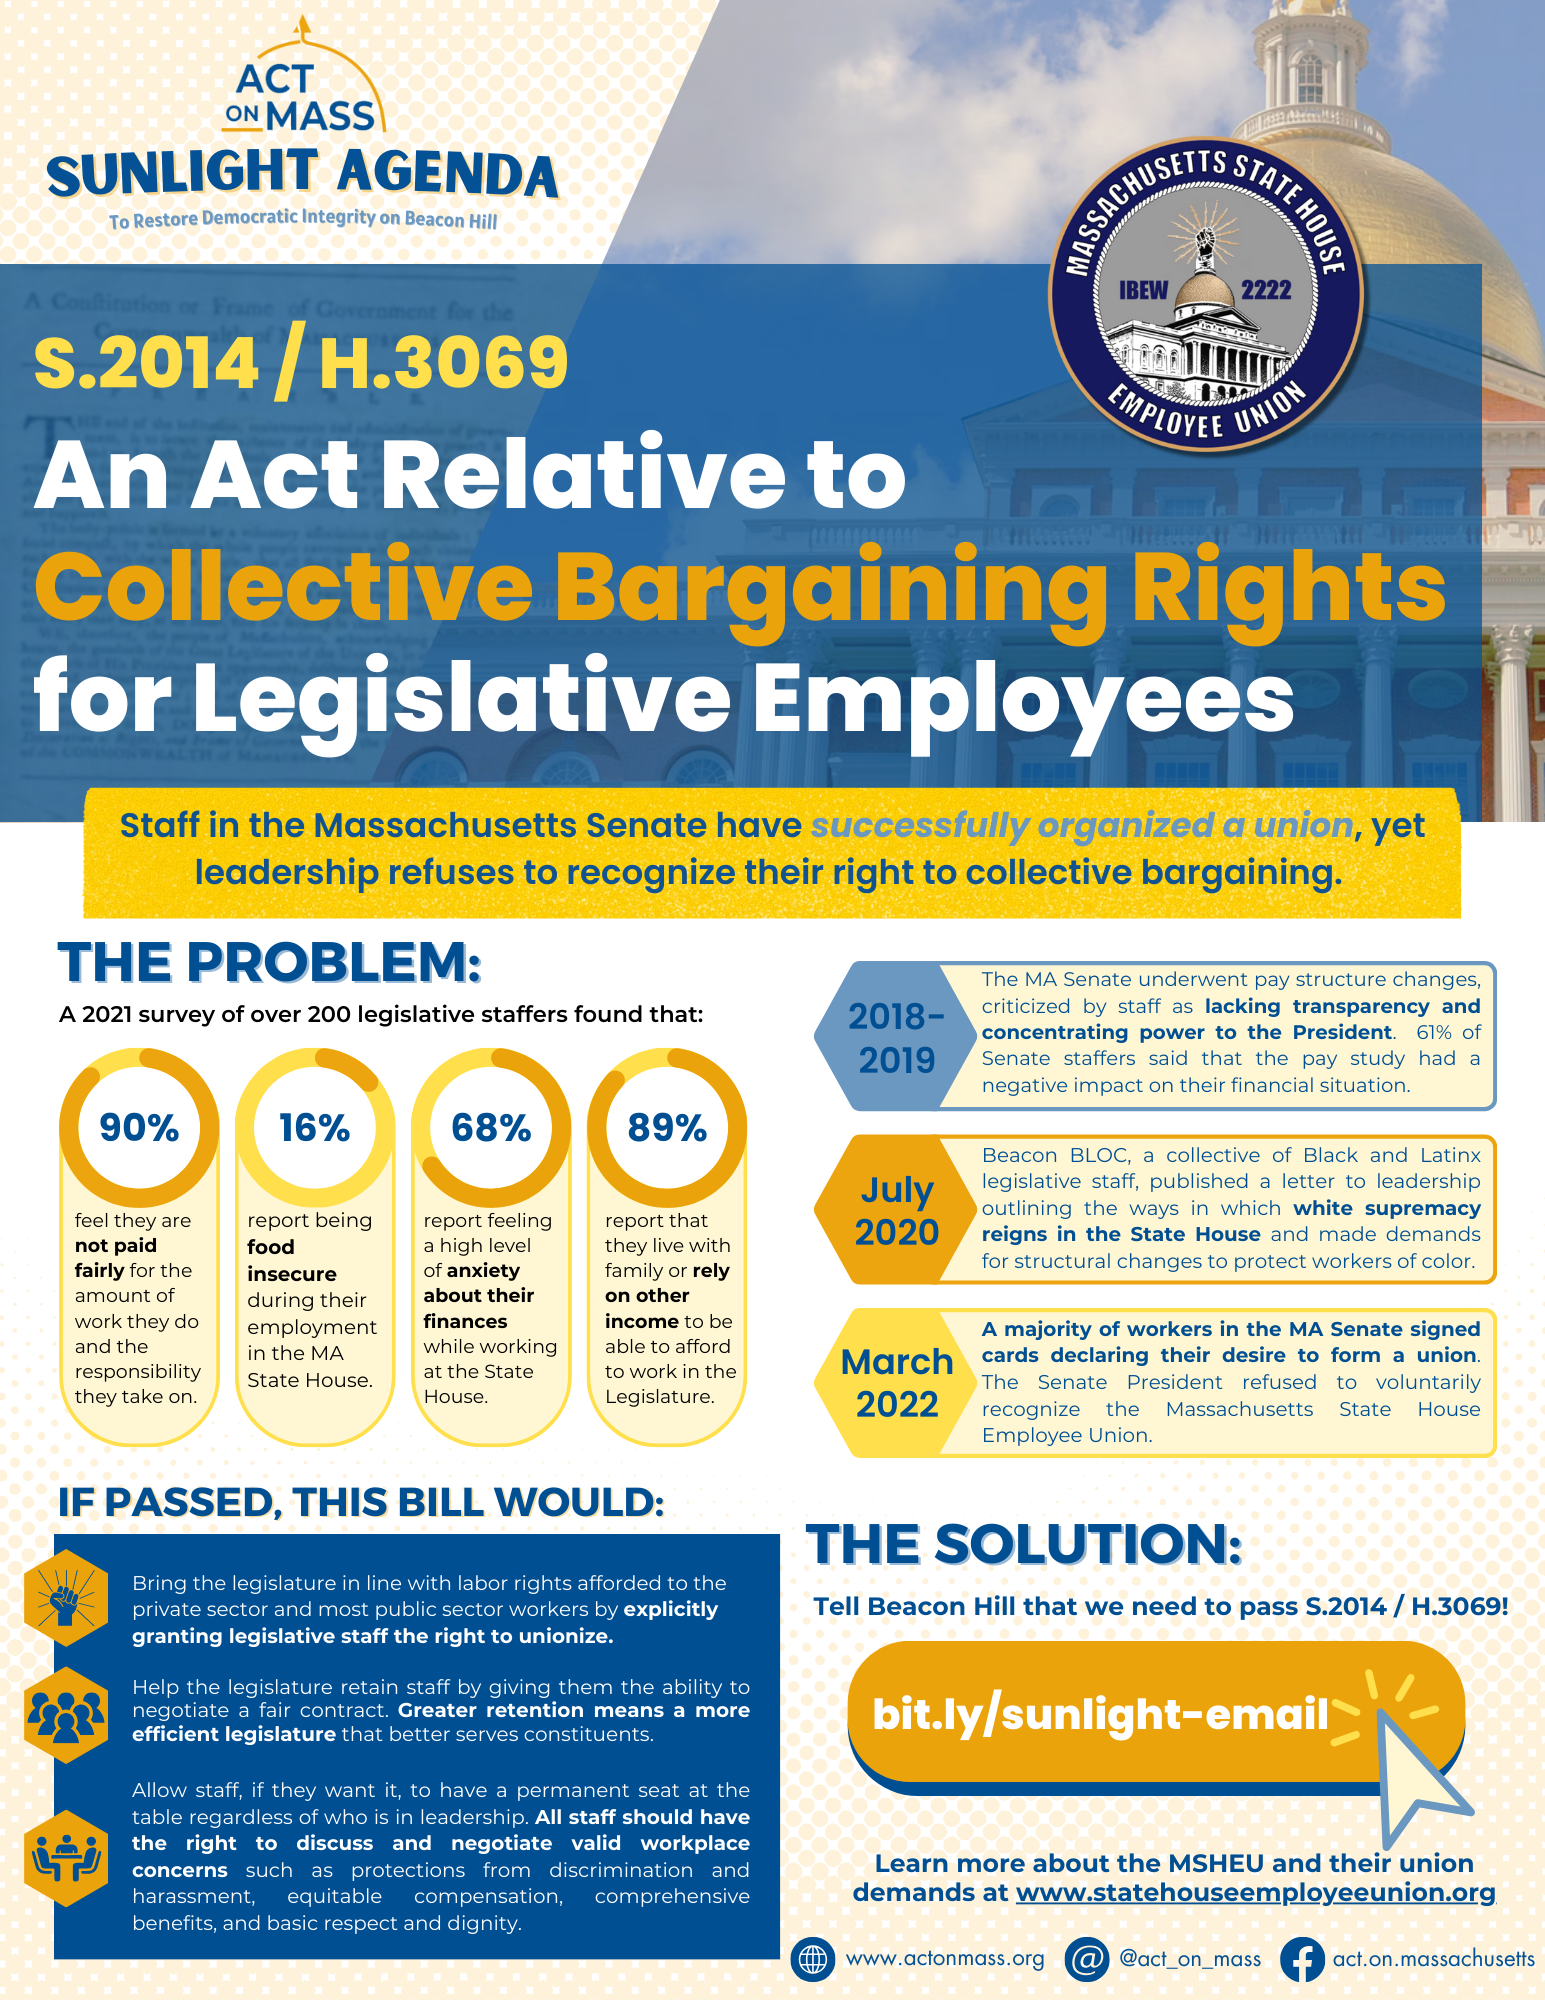 ACT
ON MASS
SUNLIGHT AGENDA
To Restore Democratic Integrity on Beacon Hill
MASSACHUSETTS STATE HOUSE
IBEW 2222
EMPLOYEE UNION
A Constitution or Frame of Government for the
S.2014 / H.3069
An Act Relative to
Collective Bargaining Rights
for Legislative Employees
Staff in the Massachusetts Senate have successfully organized a union, yet
leadership refuses to recognize their right to collective bargaining.
THE PROBLEM:
A 2021 survey of over 200 legislative staffers found that:
90%
feel they are
not paid
fairly for the
amount of
work they do
and the
responsibility
they take on.
16%
report being
food
insecure
during their
employment
in the MA
State House.
68%
report feeling
a high level
of anxiety
about their
finances
while working
at the State
House.
89%
report that
they live with
family or rely
on other
income to be
able to afford
to work in the
Legislature.
2018-
2019
The MA Senate underwent pay structure changes,
criticized by staff as lacking transparency and
concentrating power to the President. 61% of
Senate staffers said that the pay study had a
negative impact on their financial situation.
July
2020
Beacon BLOC, a collective of Black and Latinx
legislative staff, published a letter to leadership
outlining the ways in which white supremacy
reigns in the State House and made demands
for structural changes to protect workers of color.
March
2022
A majority of workers in the MA Senate signed
cards declaring their desire to form a union.
The Senate President refused to voluntarily
recognize the Massachusetts State House
Employee Union.
IF PASSED, THIS BILL WOULD:
Bring the legislature in line with labor rights afforded to the
private sector and most public sector workers by explicitly
granting legislative staff the right to unionize.
Help the legislature retain staff by giving them the ability to
negotiate a fair contract. Greater retention means a more
efficient legislature that better serves constituents.
Allow staff, if they want it, to have a permanent seat at the
table regardless of who is in leadership. All staff should have
the right to discuss and negotiate valid workplace
concerns such as protections from discrimination and
harassment, equitable compensation, comprehensive
benefits, and basic respect and dignity.
THE SOLUTION:
Tell Beacon Hill that we need to pass S.2014 / H.3069!
bit.ly/sunlight-email
Learn more about the MSHEU and their union
demands at www.statehouseemployeeunion.org
www.actonmass.org @act_on_mass act.on.massachusetts